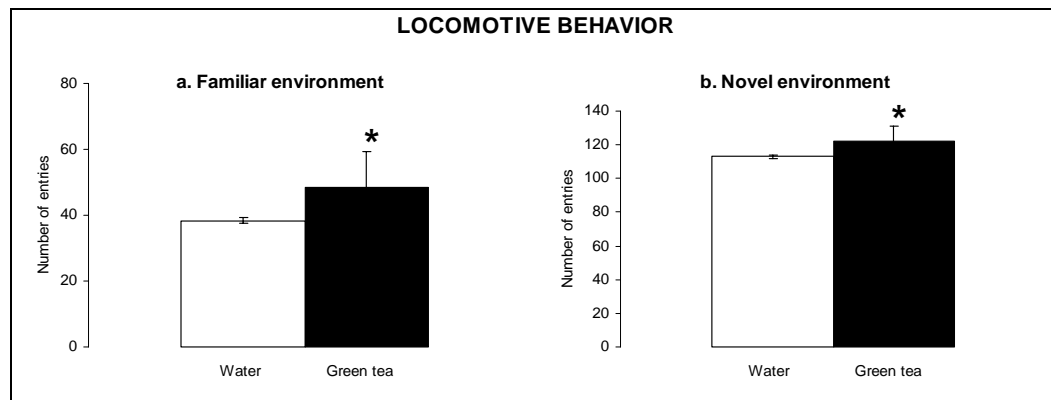 LOCOMOTIVE BEHAVIOR
a. Familiar environment
Number of entries
80
60
40
20
0
*
Water Green tea
b. Novel environment
Number of entries
140
120
100
80
60
40
20
0
*
Water Green tea